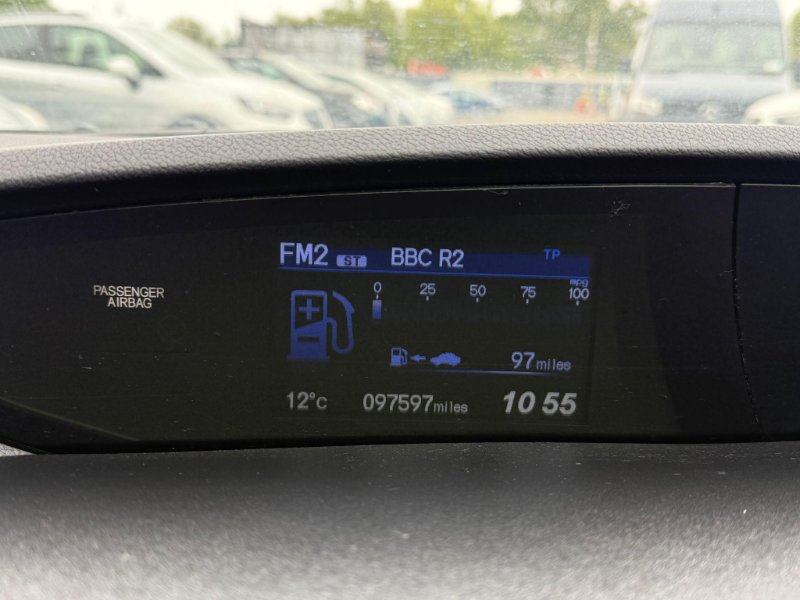 FM2 ST BBC R2 TP
mpg
0 25 50 75 100
PASSENGER
AIRBAG
97 miles
12°C 097597 miles 10 55